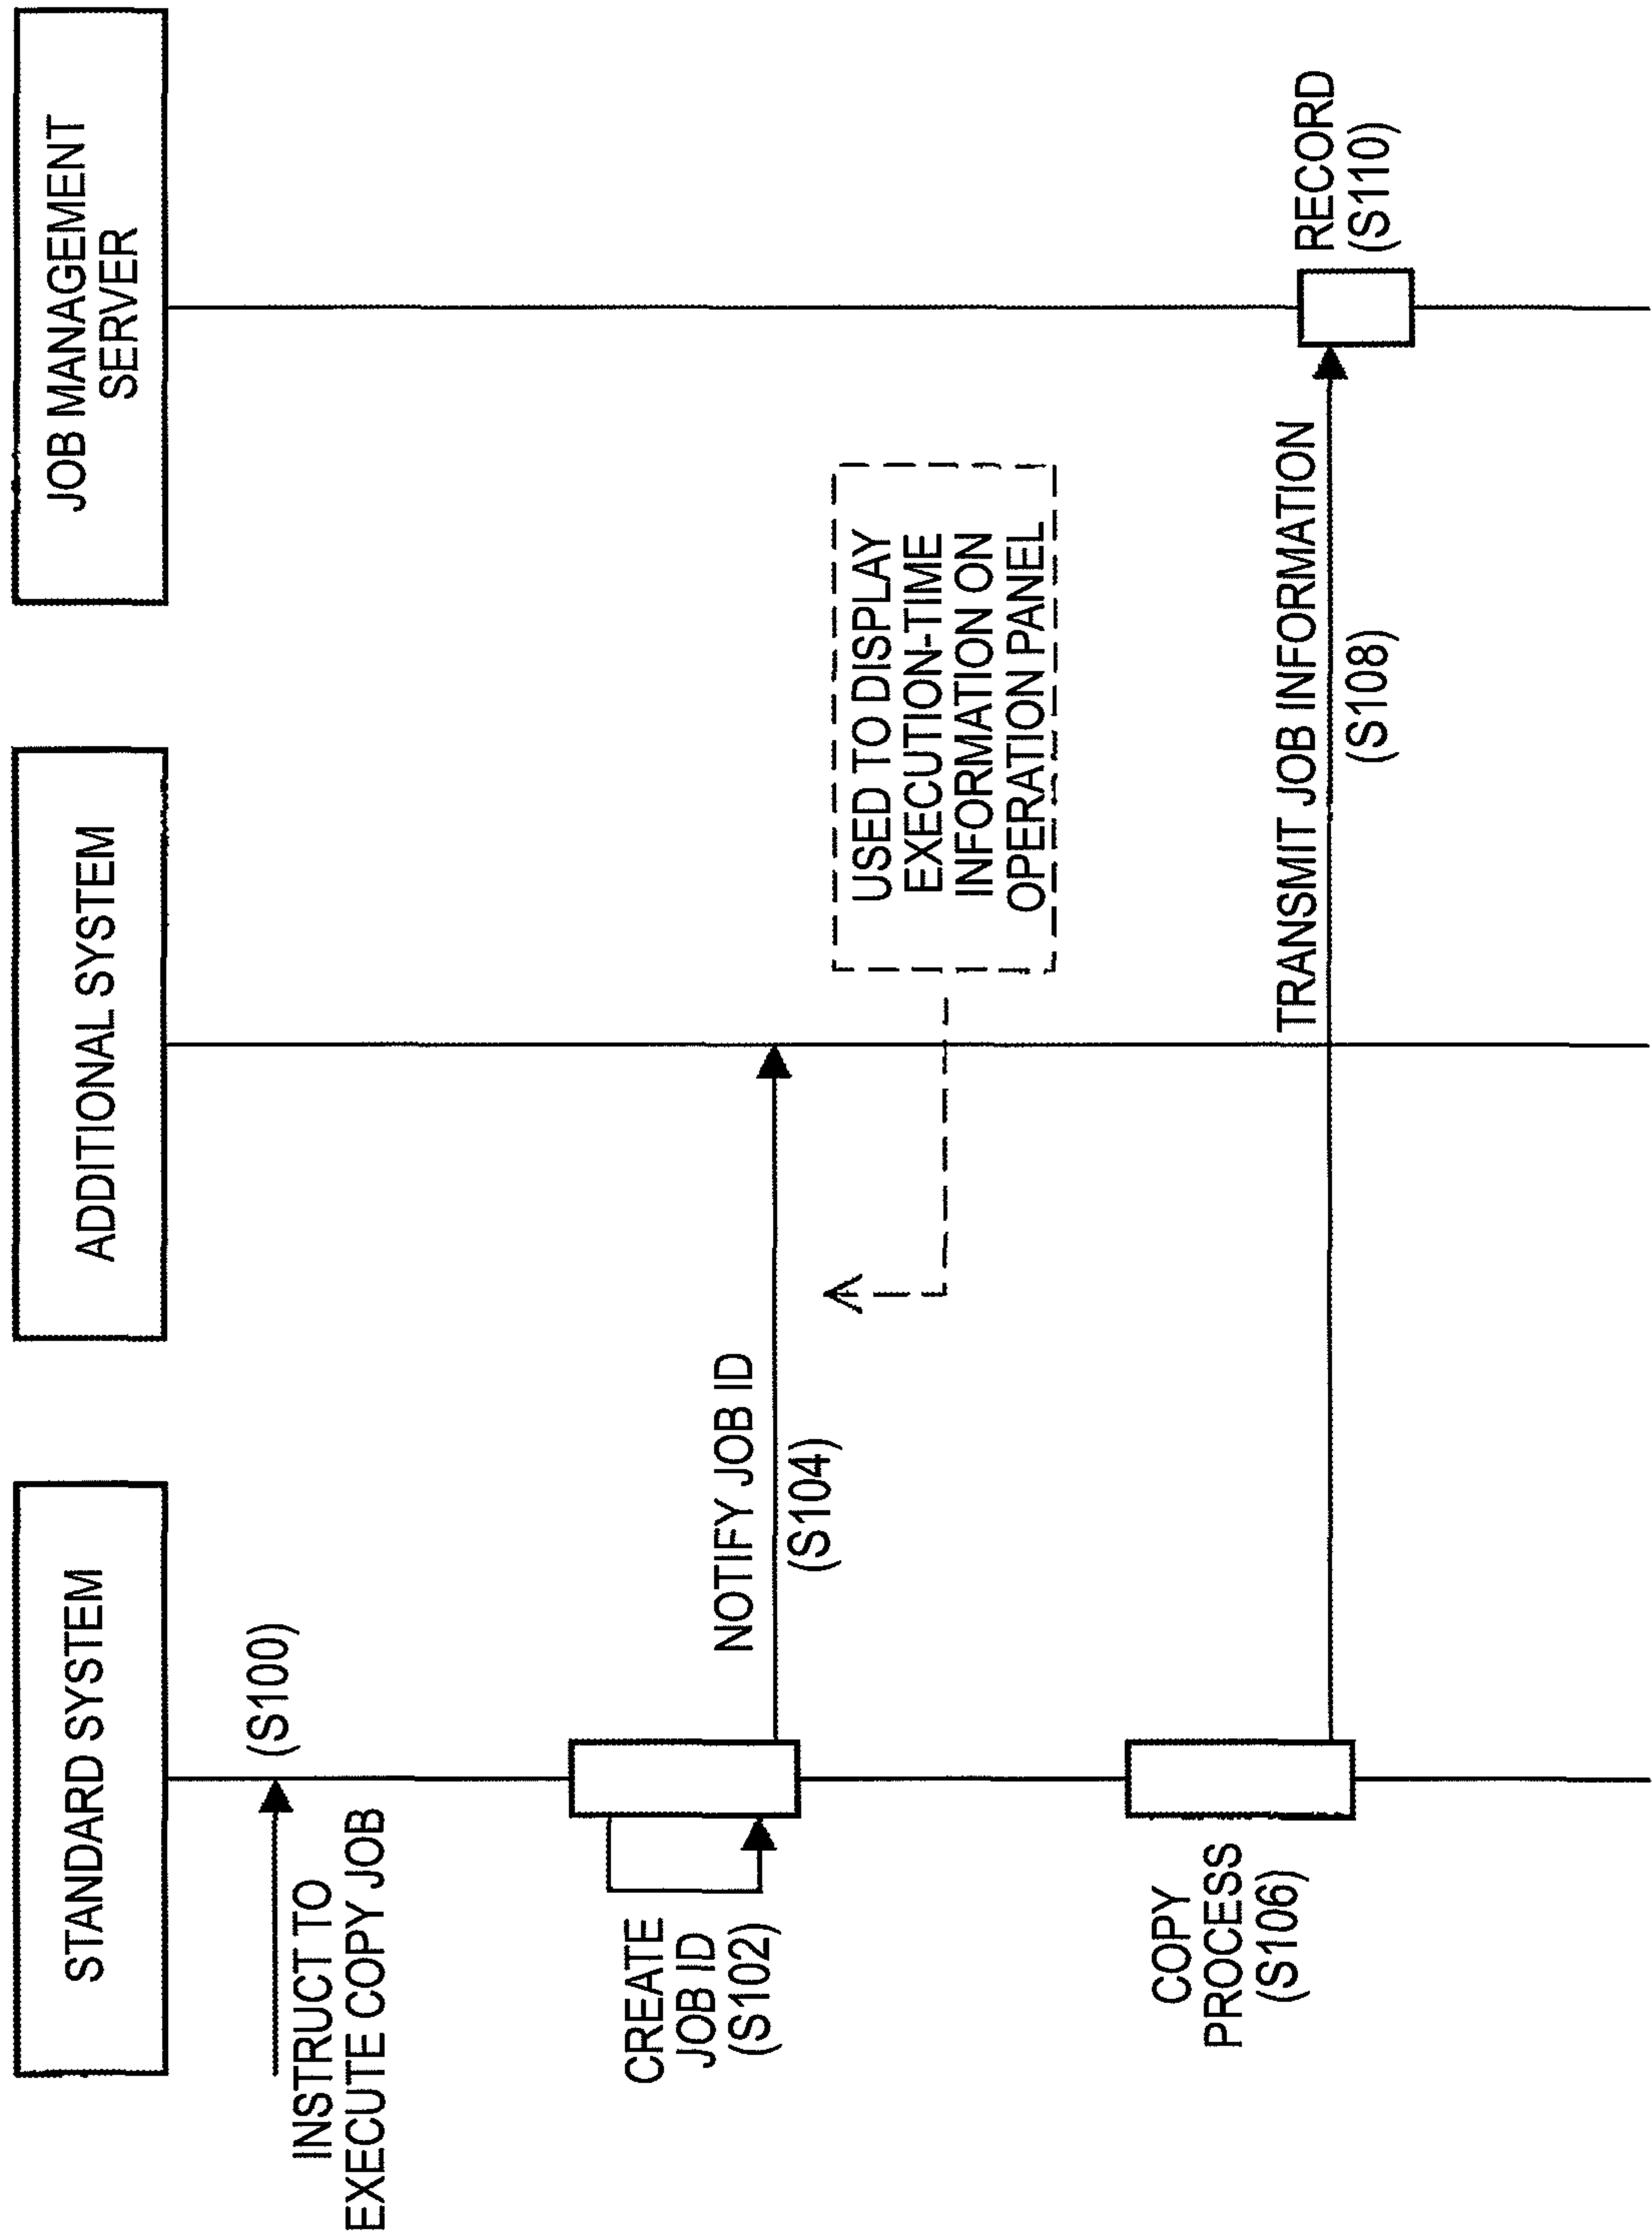 STANDARD SYSTEM
ADDITIONAL SYSTEM
JOB MANAGEMENT
SERVER
(S100)
INSTRUCT TO
EXECUTE COPY JOB
CREATE
JOB ID
(S102)
NOTIFY JOB ID
(S104)
USED TO DISPLAY
EXECUTION-TIME
INFORMATION ON
OPERATION PANEL
COPY
PROCESS
(S106)
TRANSMIT JOB INFORMATION
(S108)
RECORD
(S110)